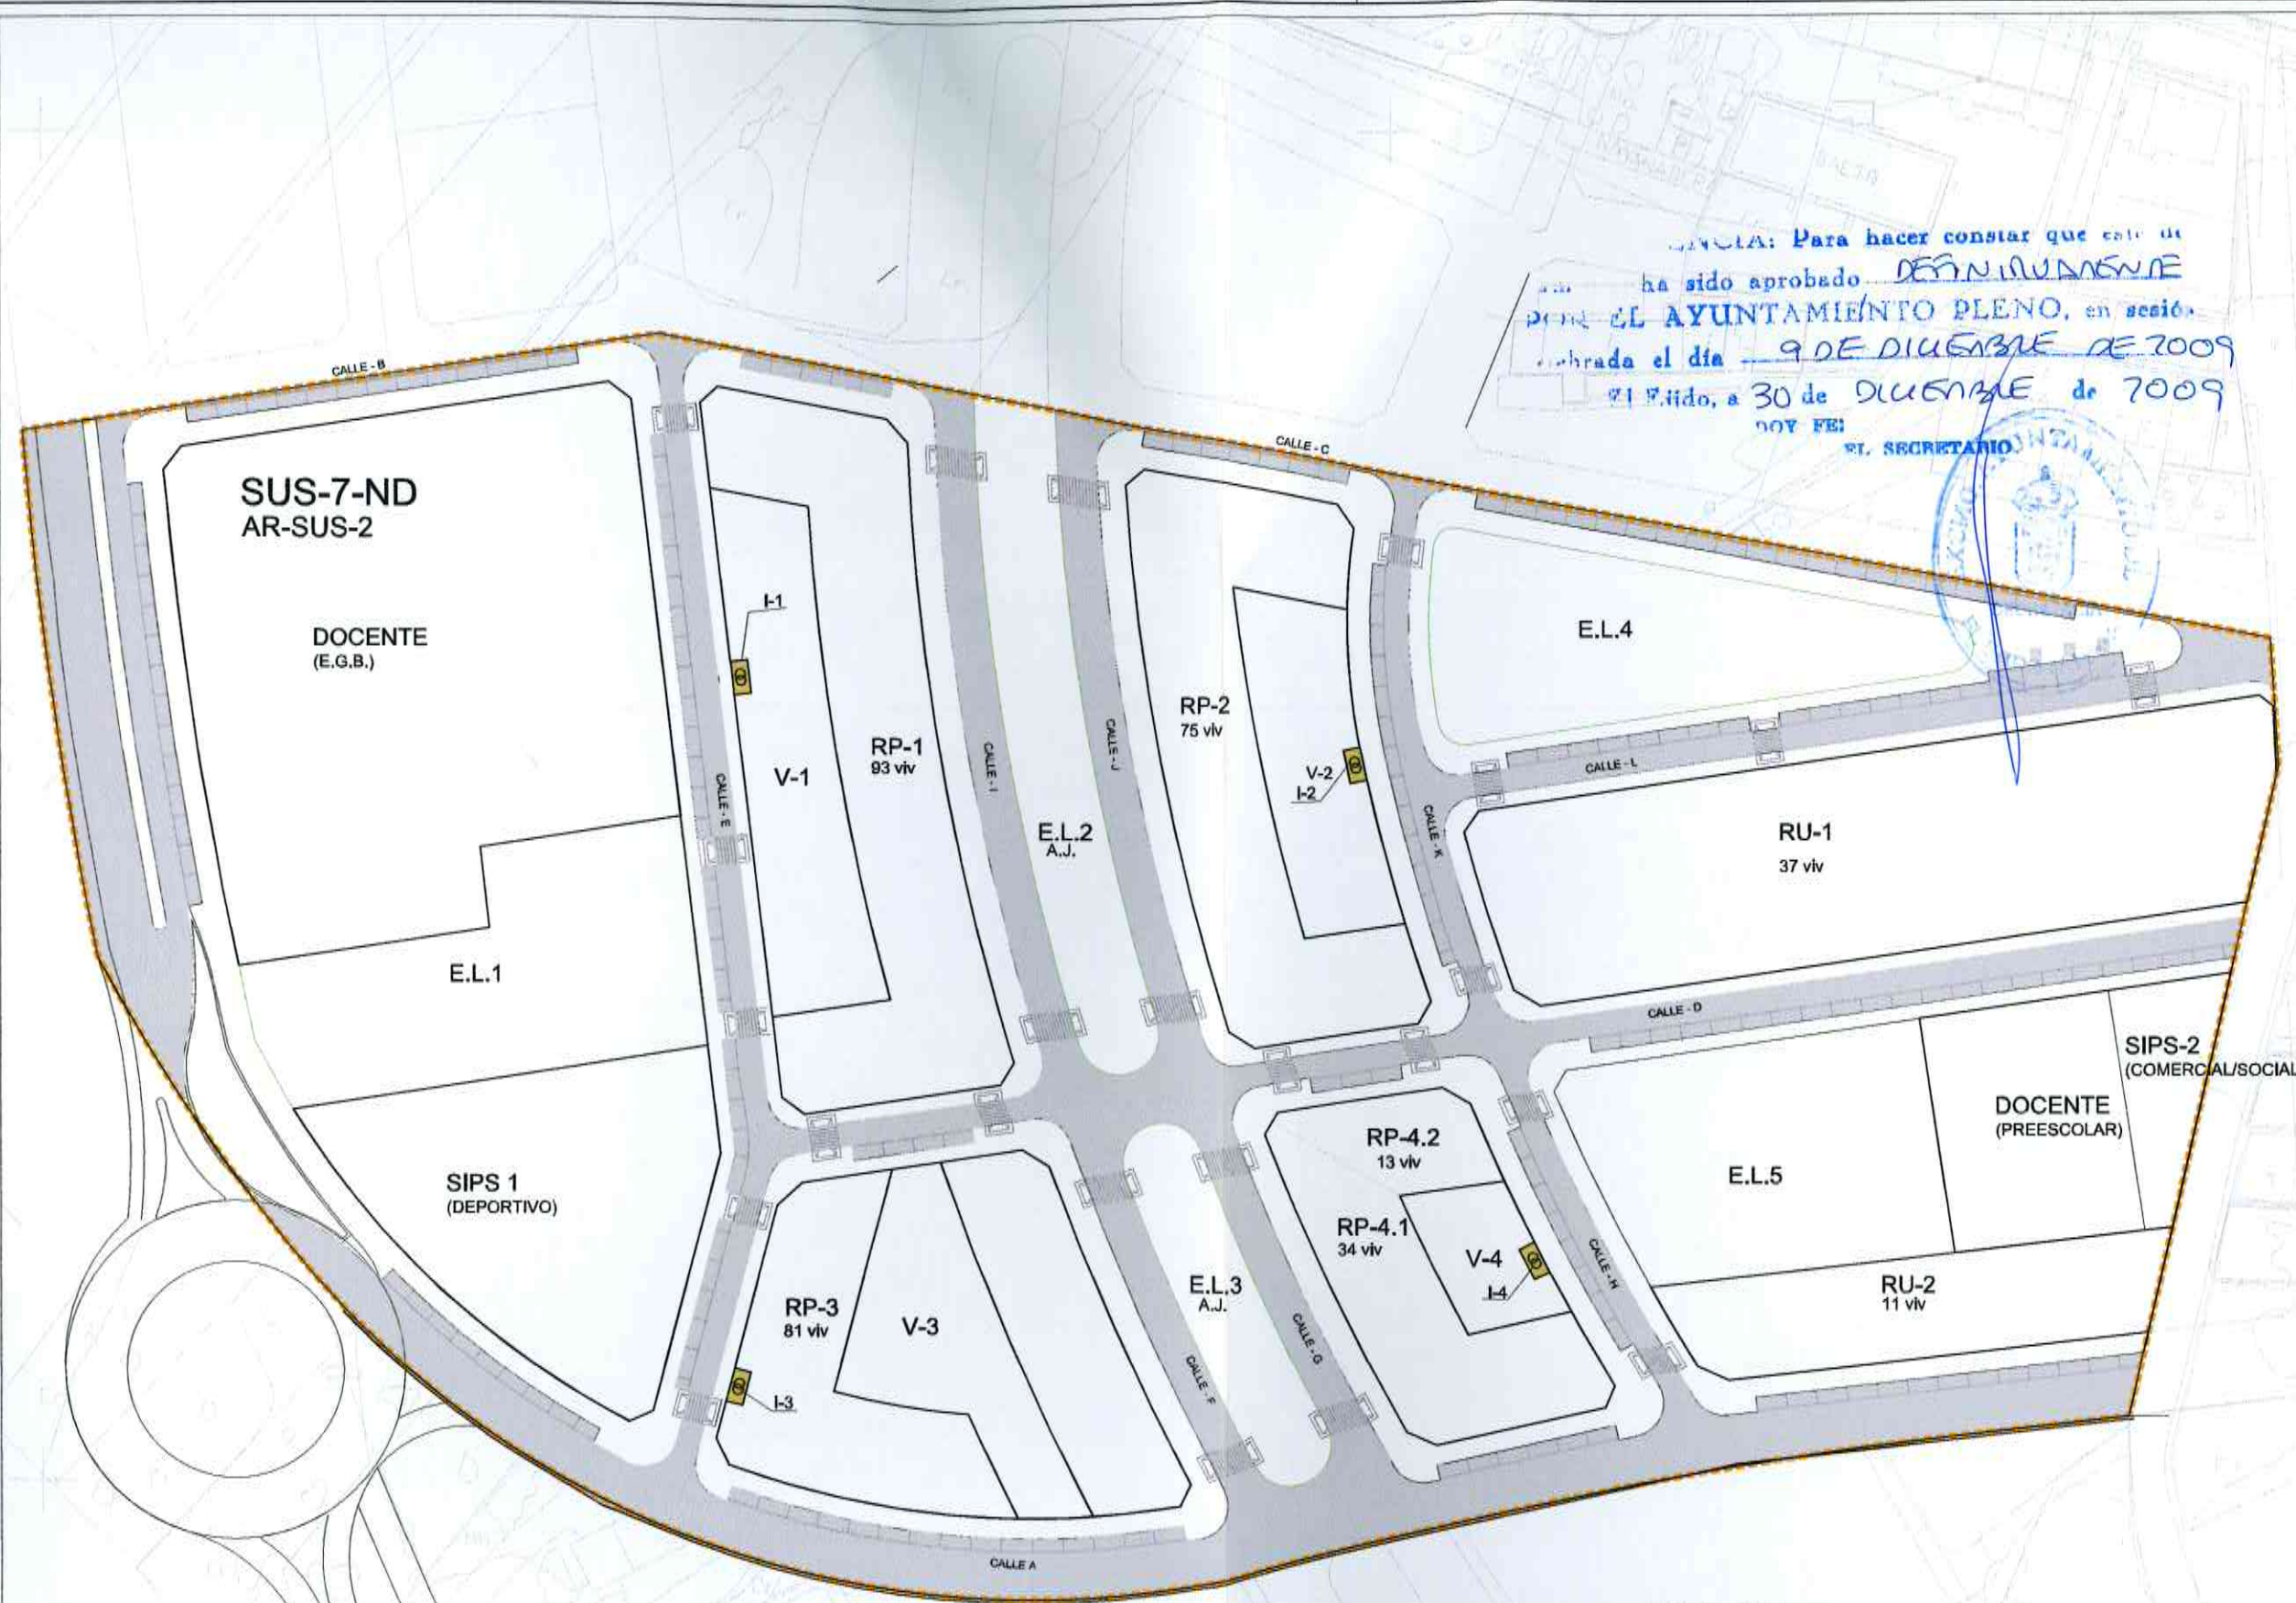 Para hacer constar que
ha sido aprobado DEFINITIVAMENTE
EL AYUNTAMIENTO PLENO, en sesión
el día 9 DE DICIEMBRE DE 2009
El Ejido, a 30 de DICIEMBRE de 2009
DOY FE:
EL SECRETARIO
CALLE - B
CALLE - C
SUS-7-ND
AR-SUS-2
DOCENTE
(E.G.B.)
I-1
V-1
RP-1
93 viv
CALLE - E
CALLE - I
CALLE - J
E.L.2
A.J.
RP-2
75 viv
V-2
I-2
CALLE - K
E.L.4
CALLE - L
RU-1
37 viv
E.L.1
CALLE - D
SIPS-2
(COMERCIAL/SOCIAL
DOCENTE
(PREESCOLAR)
E.L.5
RU-2
11 viv
SIPS 1
(DEPORTIVO)
RP-4.2
13 viv
RP-4.1
34 viv
V-4
I-4
CALLE - H
E.L.3
A.J.
CALLE - G
CALLE - F
RP-3
81 viv
V-3
I-3
CALLE A